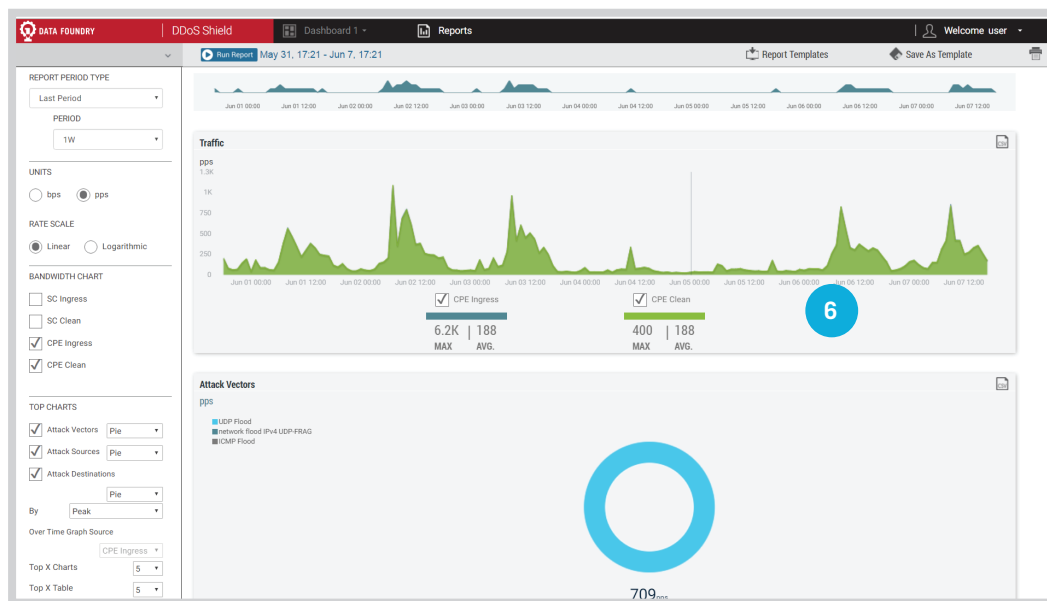 DATA FOUNDRY
DDoS Shield
Dashboard 1
Reports
Welcome user
Run Report May 31, 17:21 - Jun 7, 17:21
Report Templates
Save As Template
REPORT PERIOD TYPE
Last Period
PERIOD
1W
UNITS
bps pps
RATE SCALE
Linear Logarithmic
BANDWIDTH CHART
SC Ingress
SC Clean
CPE Ingress
CPE Clean
TOP CHARTS
Attack Vectors Pie
Attack Sources Pie
Attack Destinations
Pie
By Peak
Over Time Graph Source
CPE Ingress
Top X Charts 5
Top X Table 5
Jun 01 00:00 Jun 01 12:00 Jun 02 00:00 Jun 02 12:00 Jun 03 00:00 Jun 03 12:00 Jun 04 00:00 Jun 04 12:00 Jun 05 00:00 Jun 05 12:00 Jun 06 00:00 Jun 06 12:00 Jun 07 00:00 Jun 07 12:00
Traffic
CSV
pps
1.3K
1K
750
500
250
0
Jun 01 00:00 Jun 01 12:00 Jun 02 00:00 Jun 02 12:00 Jun 03 00:00 Jun 03 12:00 Jun 04 00:00 Jun 04 12:00 Jun 05 00:00 Jun 05 12:00 Jun 06 00:00 Jun 06 12:00 Jun 07 00:00 Jun 07 12:00
CPE Ingress CPE Clean
6.2K | 188 400 | 188
MAX AVG. MAX AVG.
6
Attack Vectors
CSV
pps
UDP Flood
network flood IPv4 UDP-FRAG
ICMP Flood
709 pps